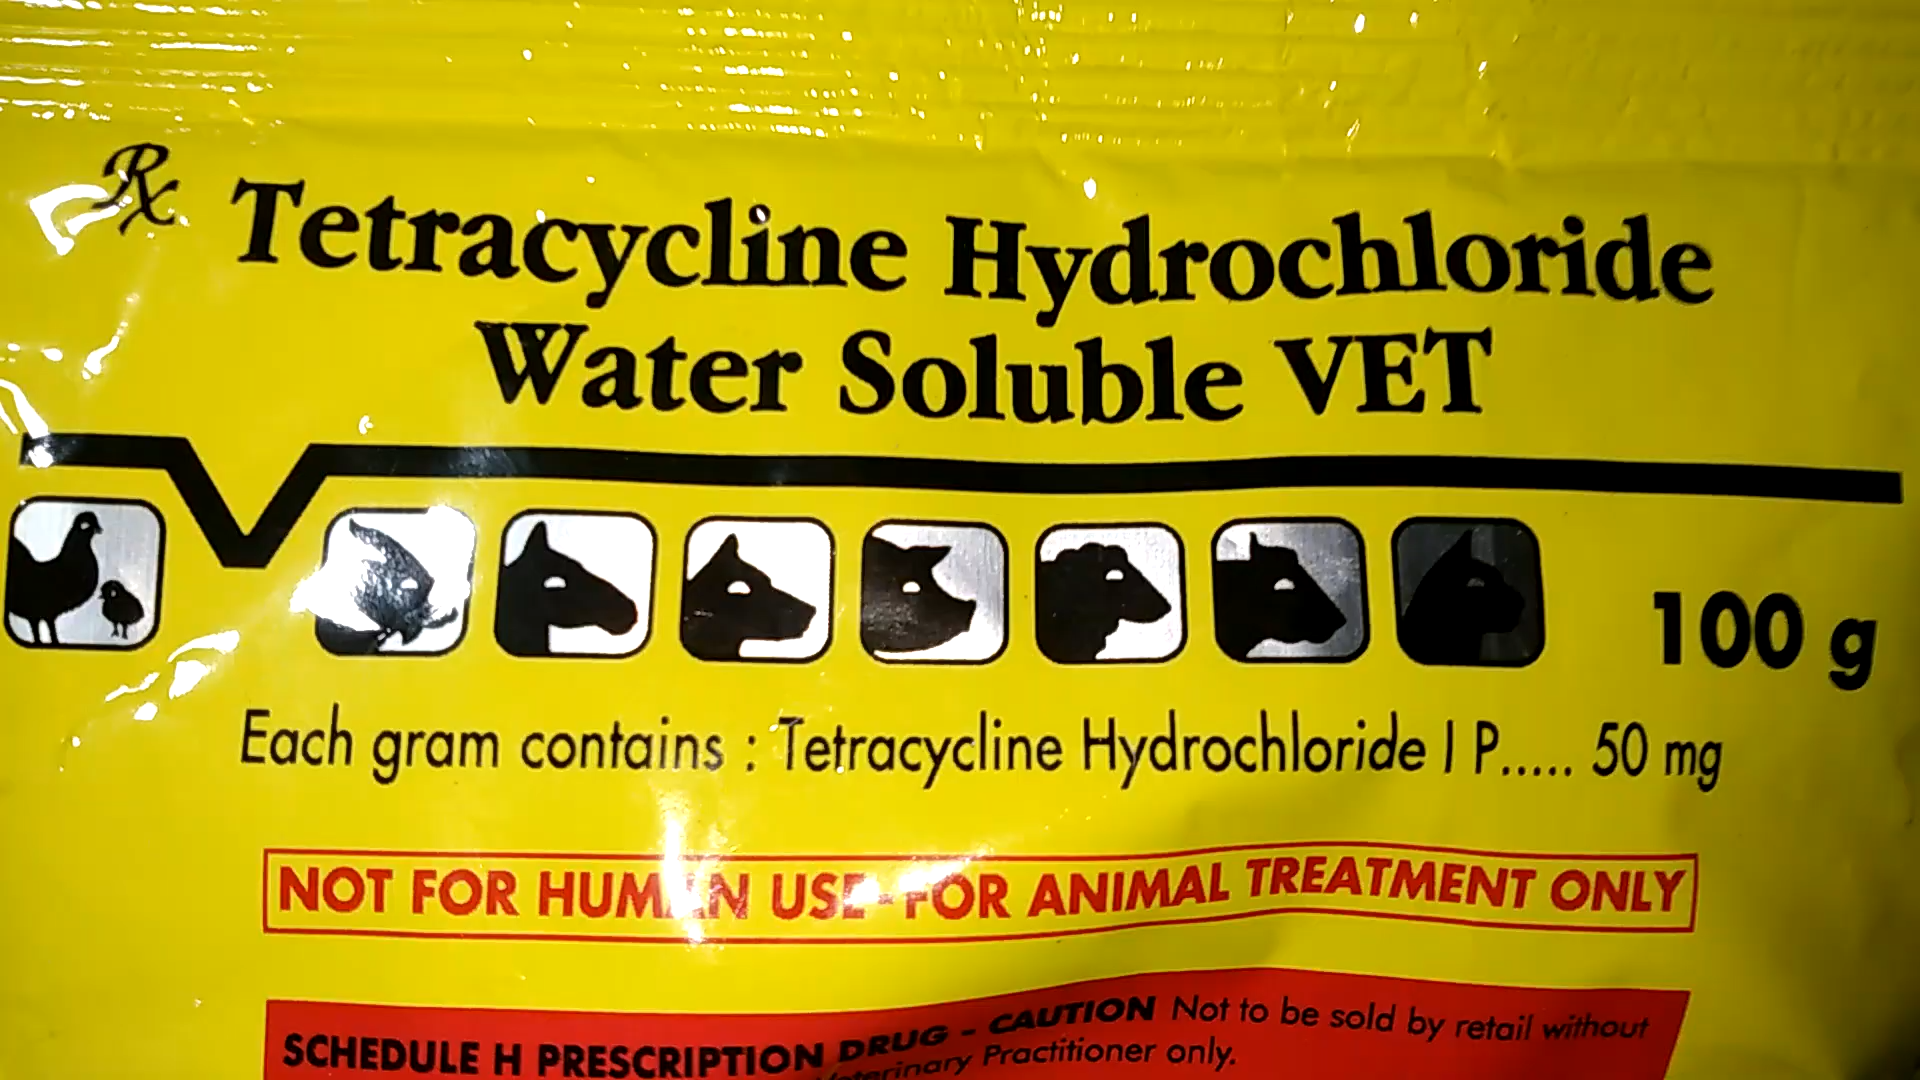 Rx Tetracycline Hydrochloride
Water Soluble VET
100 g
Each gram contains : Tetracycline Hydrochloride I P..... 50 mg
NOT FOR HUMAN USE - FOR ANIMAL TREATMENT ONLY
SCHEDULE H PRESCRIPTION DRUG - CAUTION Not to be sold by retail without
Practitioner only.